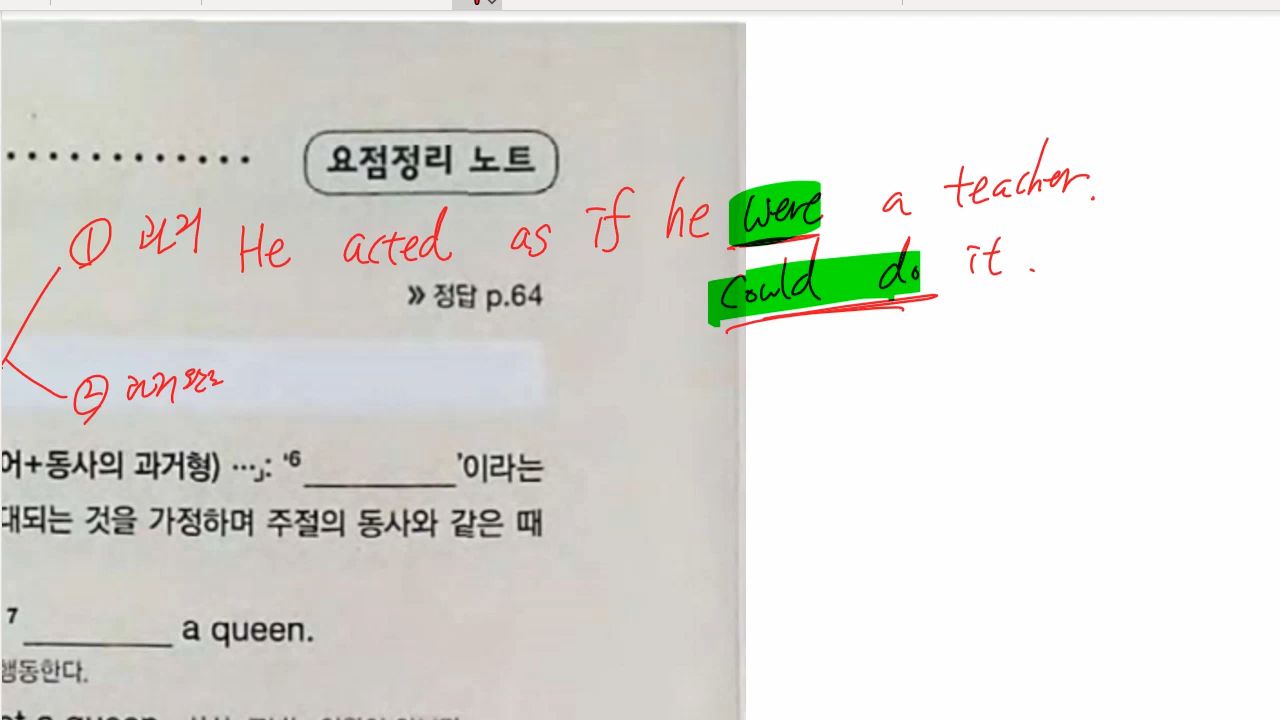 요점정리 노트
① 과거 He acted as if he were a teacher.
could do it.
» 정답 p.64
② 과거완료
어+동사의 과거형) …」: '6 ________'이라는
대되는 것을 가정하며 주절의 동사와 같은 때
7 ________ a queen.
행동한다.
a queen.